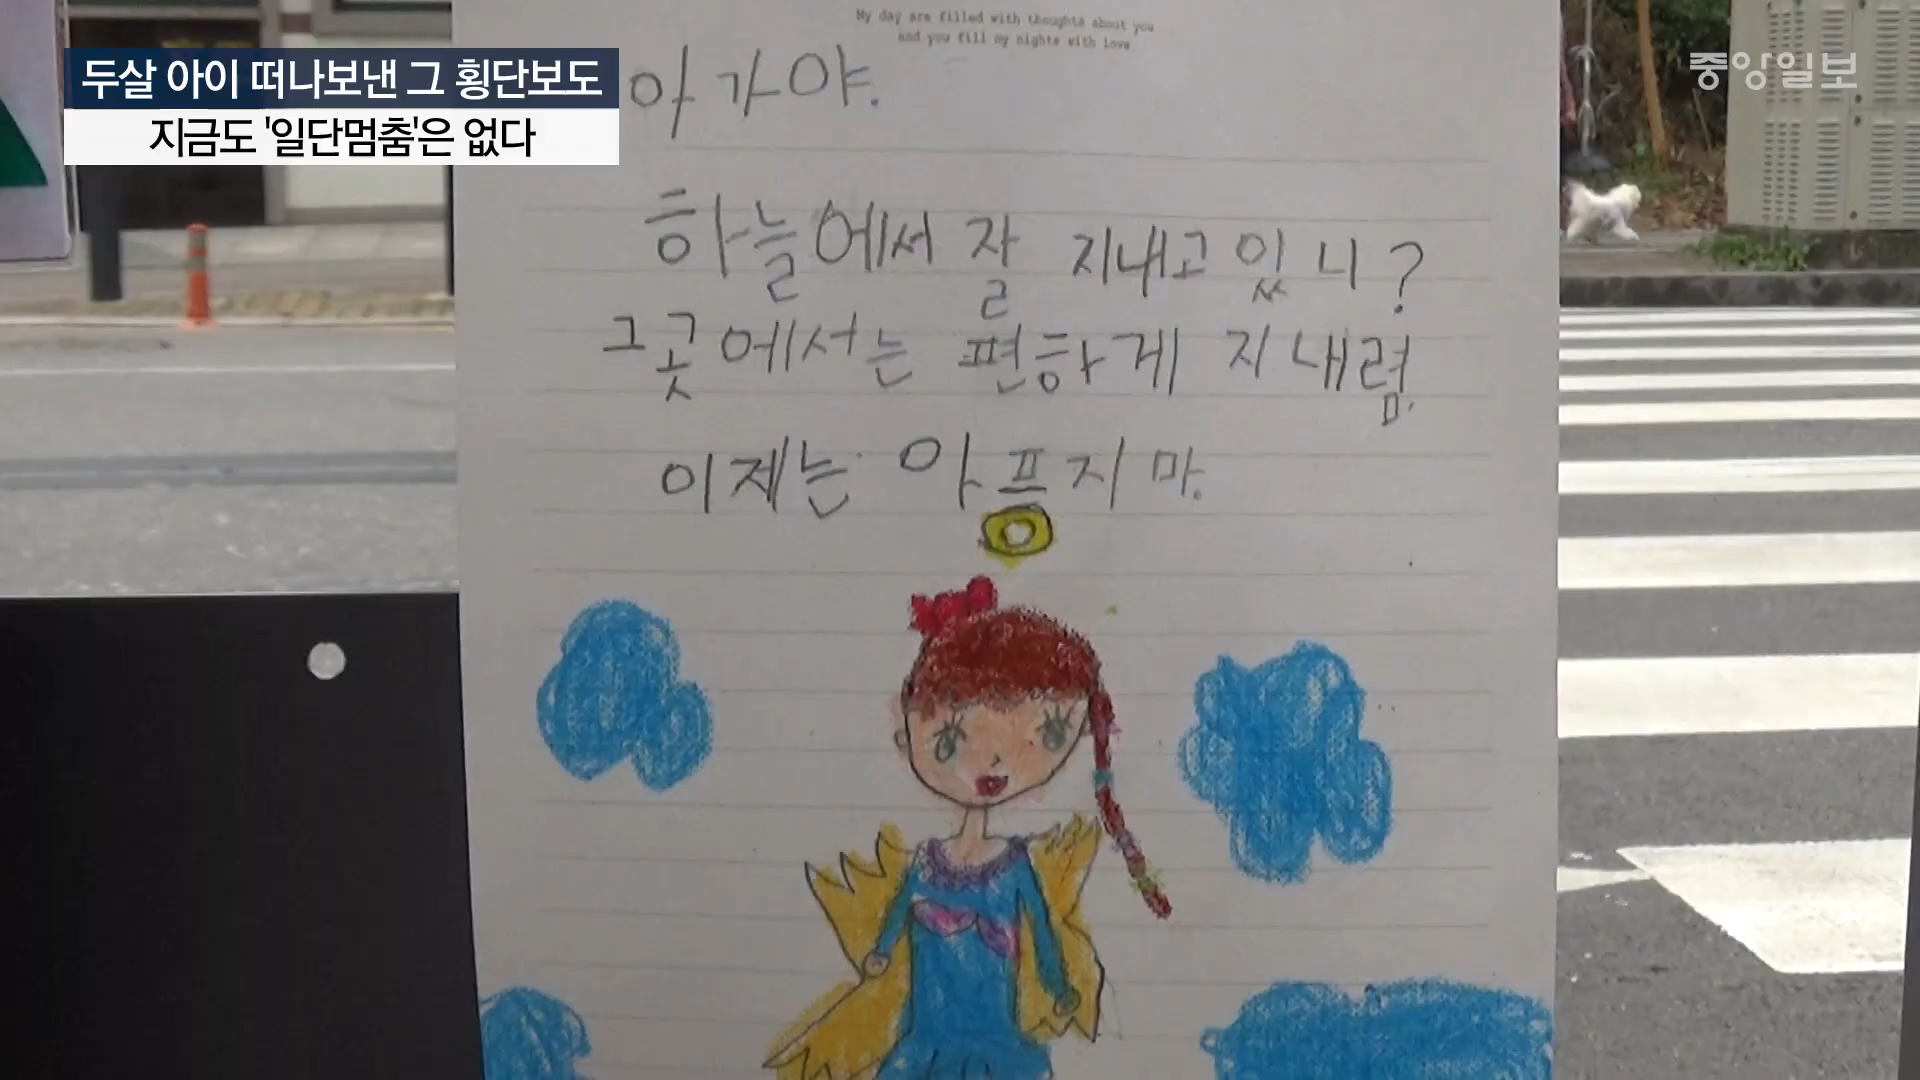 두살 아이 떠나보낸 그 횡단보도
지금도 '일단멈춤'은 없다
중앙일보
My day are filled with thoughts about you
and you fill my nights with love
아가야.
하늘에서 잘 지내고 있니?
그곳에서는 편하게 지내렴.
이제는 아프지 마.